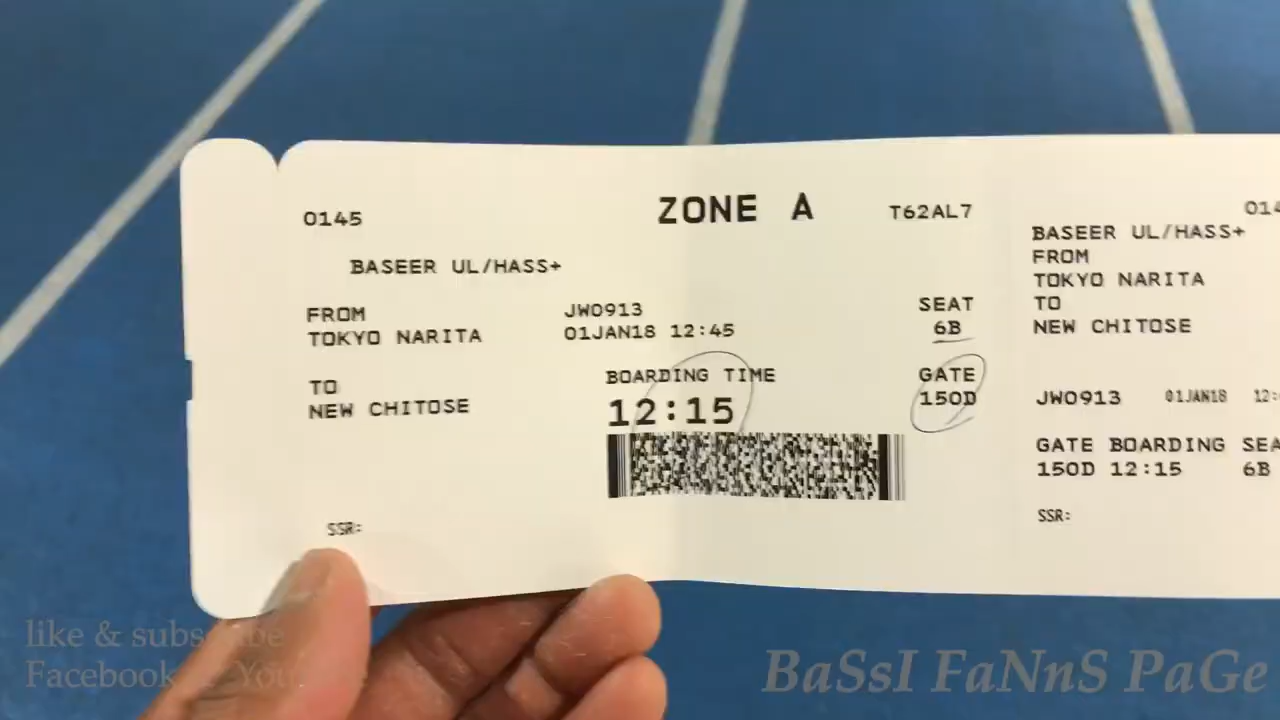 0145
ZONE A
T62AL7
BASEER UL/HASS+
FROM
TOKYO NARITA
JW0913
01JAN18 12:45
SEAT
6B
TO
NEW CHITOSE
BOARDING TIME
12:15
GATE
150D
SSR:
BASEER UL/HASS+
FROM
TOKYO NARITA
TO
NEW CHITOSE
JW0913 01JAN18
GATE BOARDING
150D 12:15 6B
SSR:
like & subscribe
Facebook
BaSsI FaNnS PaGe